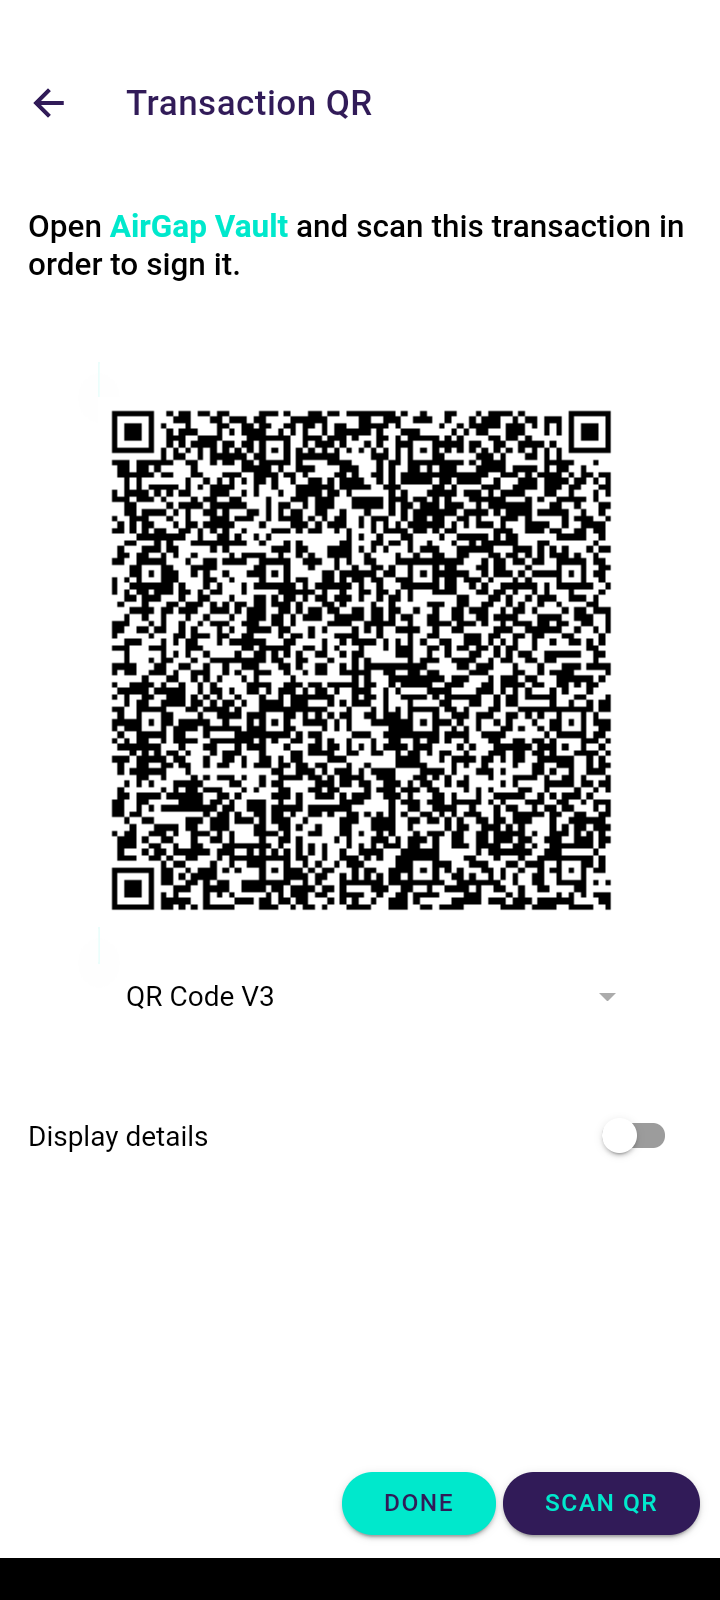 Transaction QR
Open AirGap Vault and scan this transaction in
order to sign it.
QR Code V3
Display details
DONE
SCAN QR